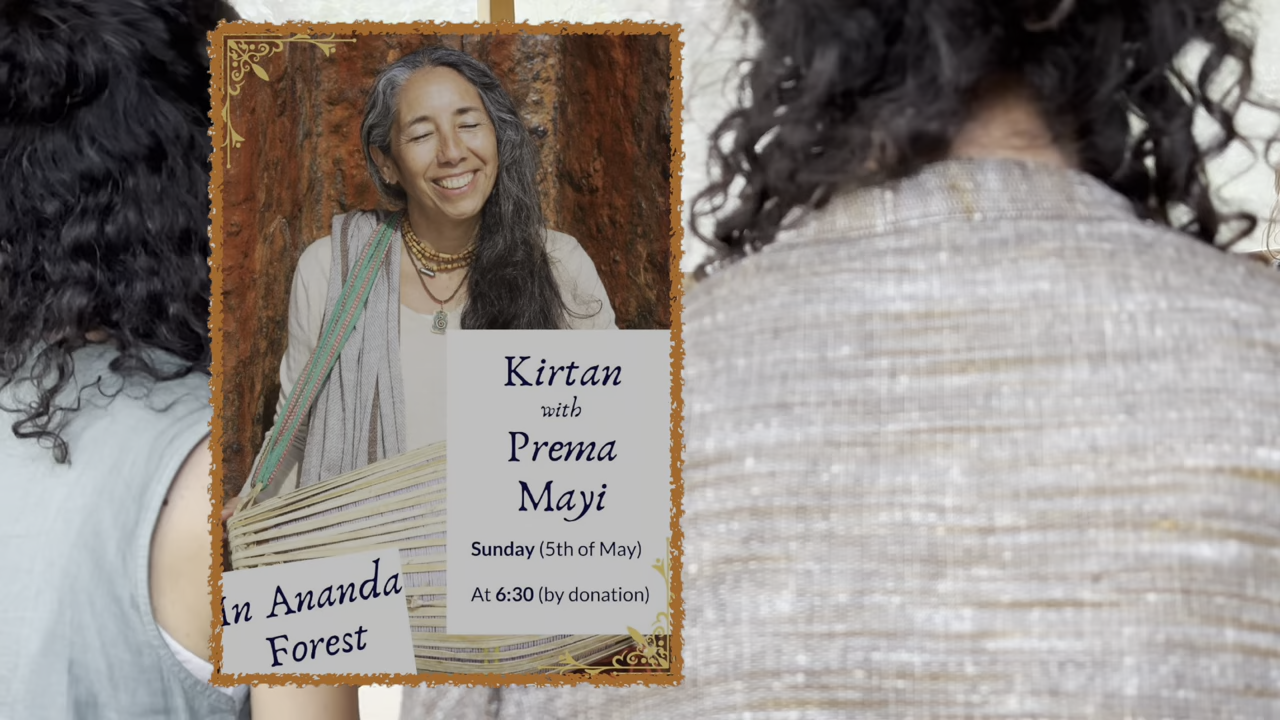 Kirtan
with
Prema
Mayi
Sunday (5th of May)
At 6:30 (by donation)
In Ananda
Forest